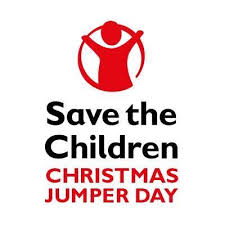 Save the
Children
CHRISTMAS
JUMPER DAY